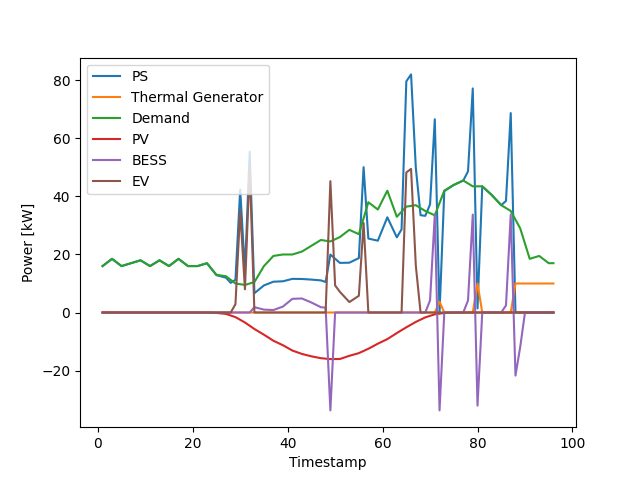 PS
Thermal Generator
Demand
PV
BESS
EV
80
60
40
20
0
−20
Power [kW]
0 20 40 60 80 100
Timestamp